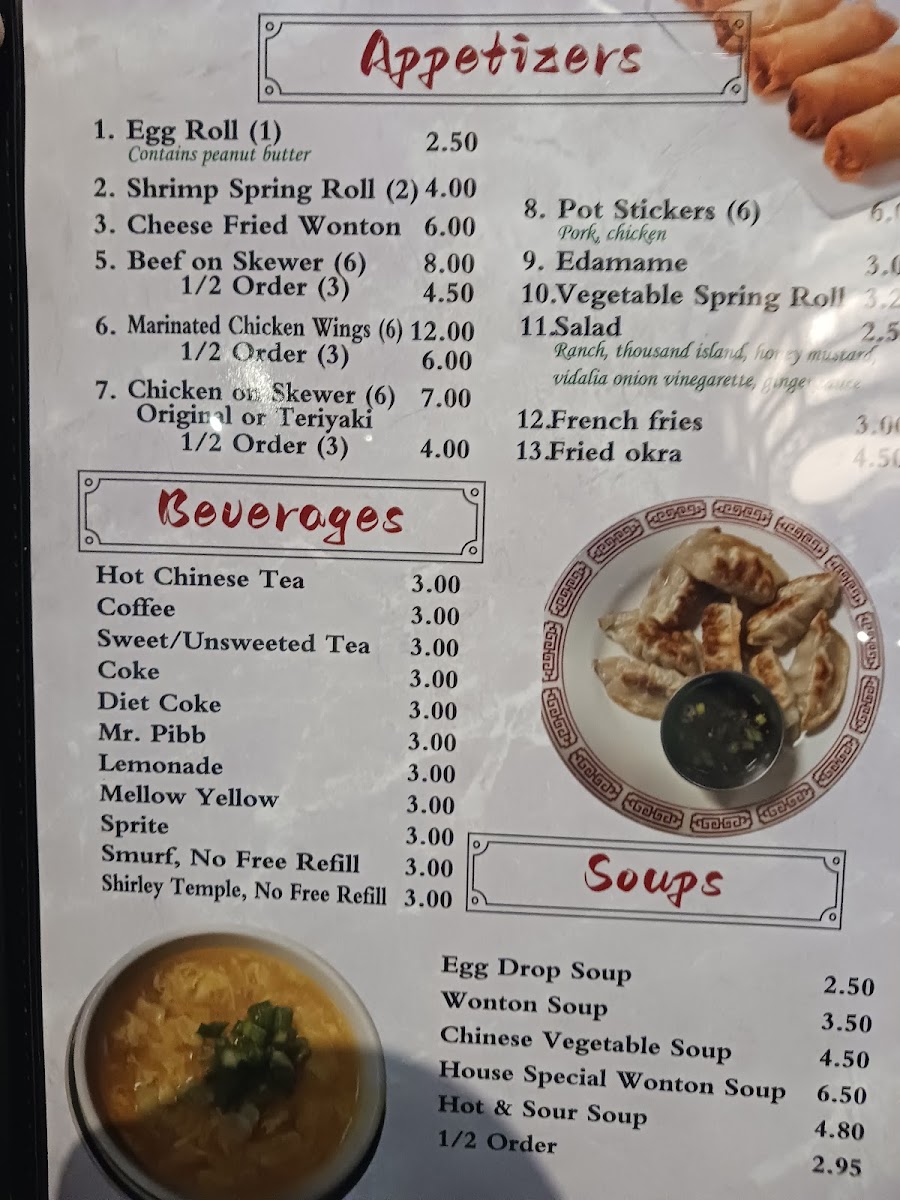 Appetizers
1. Egg Roll (1) 2.50
Contains peanut butter
2. Shrimp Spring Roll (2) 4.00
3. Cheese Fried Wonton 6.00
5. Beef on Skewer (6) 8.00
1/2 Order (3) 4.50
6. Marinated Chicken Wings (6) 12.00
1/2 Order (3) 6.00
7. Chicken on Skewer (6) 7.00
Original or Teriyaki
1/2 Order (3) 4.00
8. Pot Stickers (6)
Pork, chicken
9. Edamame
10.Vegetable Spring Roll
11.Salad
Ranch, thousand island, honey mustard,
vidalia onion vinegarette, ginger sauce
12.French fries 3.00
13.Fried okra 4.50
Beverages
Hot Chinese Tea 3.00
Coffee 3.00
Sweet/Unsweeted Tea 3.00
Coke 3.00
Diet Coke 3.00
Mr. Pibb 3.00
Lemonade 3.00
Mellow Yellow 3.00
Sprite 3.00
Smurf, No Free Refill 3.00
Shirley Temple, No Free Refill 3.00
Soups
Egg Drop Soup 2.50
Wonton Soup 3.50
Chinese Vegetable Soup 4.50
House Special Wonton Soup 6.50
Hot & Sour Soup 4.80
1/2 Order 2.95